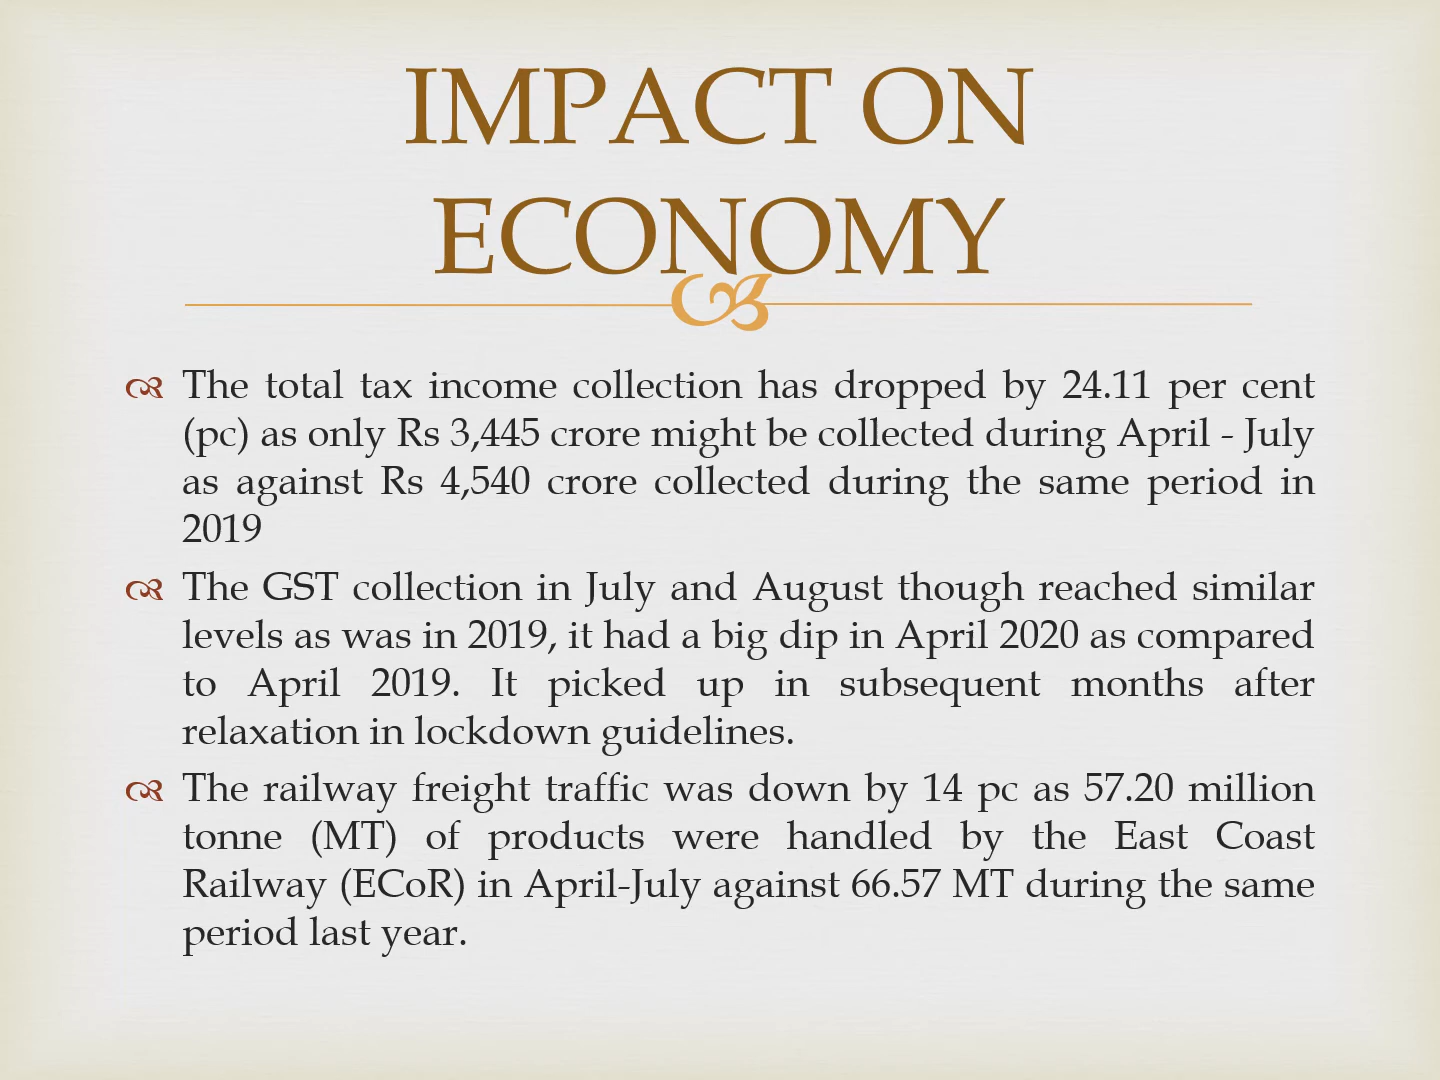 IMPACT ON
ECONOMY
The total tax income collection has dropped by 24.11 per cent
(pc) as only Rs 3,445 crore might be collected during April - July
as against Rs 4,540 crore collected during the same period in
2019
The GST collection in July and August though reached similar
levels as was in 2019, it had a big dip in April 2020 as compared
to April 2019. It picked up in subsequent months after
relaxation in lockdown guidelines.
The railway freight traffic was down by 14 pc as 57.20 million
tonne (MT) of products were handled by the East Coast
Railway (ECoR) in April-July against 66.57 MT during the same
period last year.